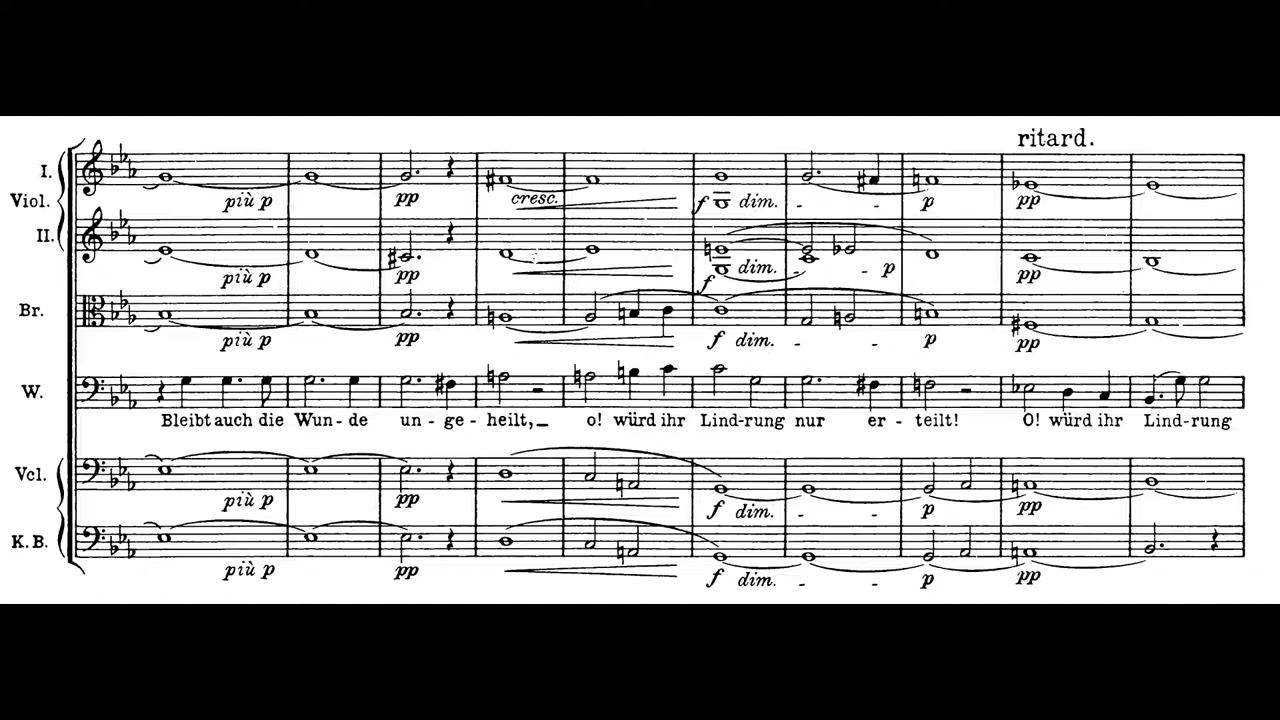 ritard.
I.
Viol.
più p pp cresc. f dim. - - p pp
II.
più p pp f dim. - - p pp
Br.
più p pp f dim. - - p pp
W.
Bleibt auch die Wun-de un-ge-heilt,_ o! würd ihr Lind-rung nur er-teilt! O! würd ihr Lind-rung
Vcl.
più p pp f dim. - - p pp
K.B.
più p pp f dim. - - p pp